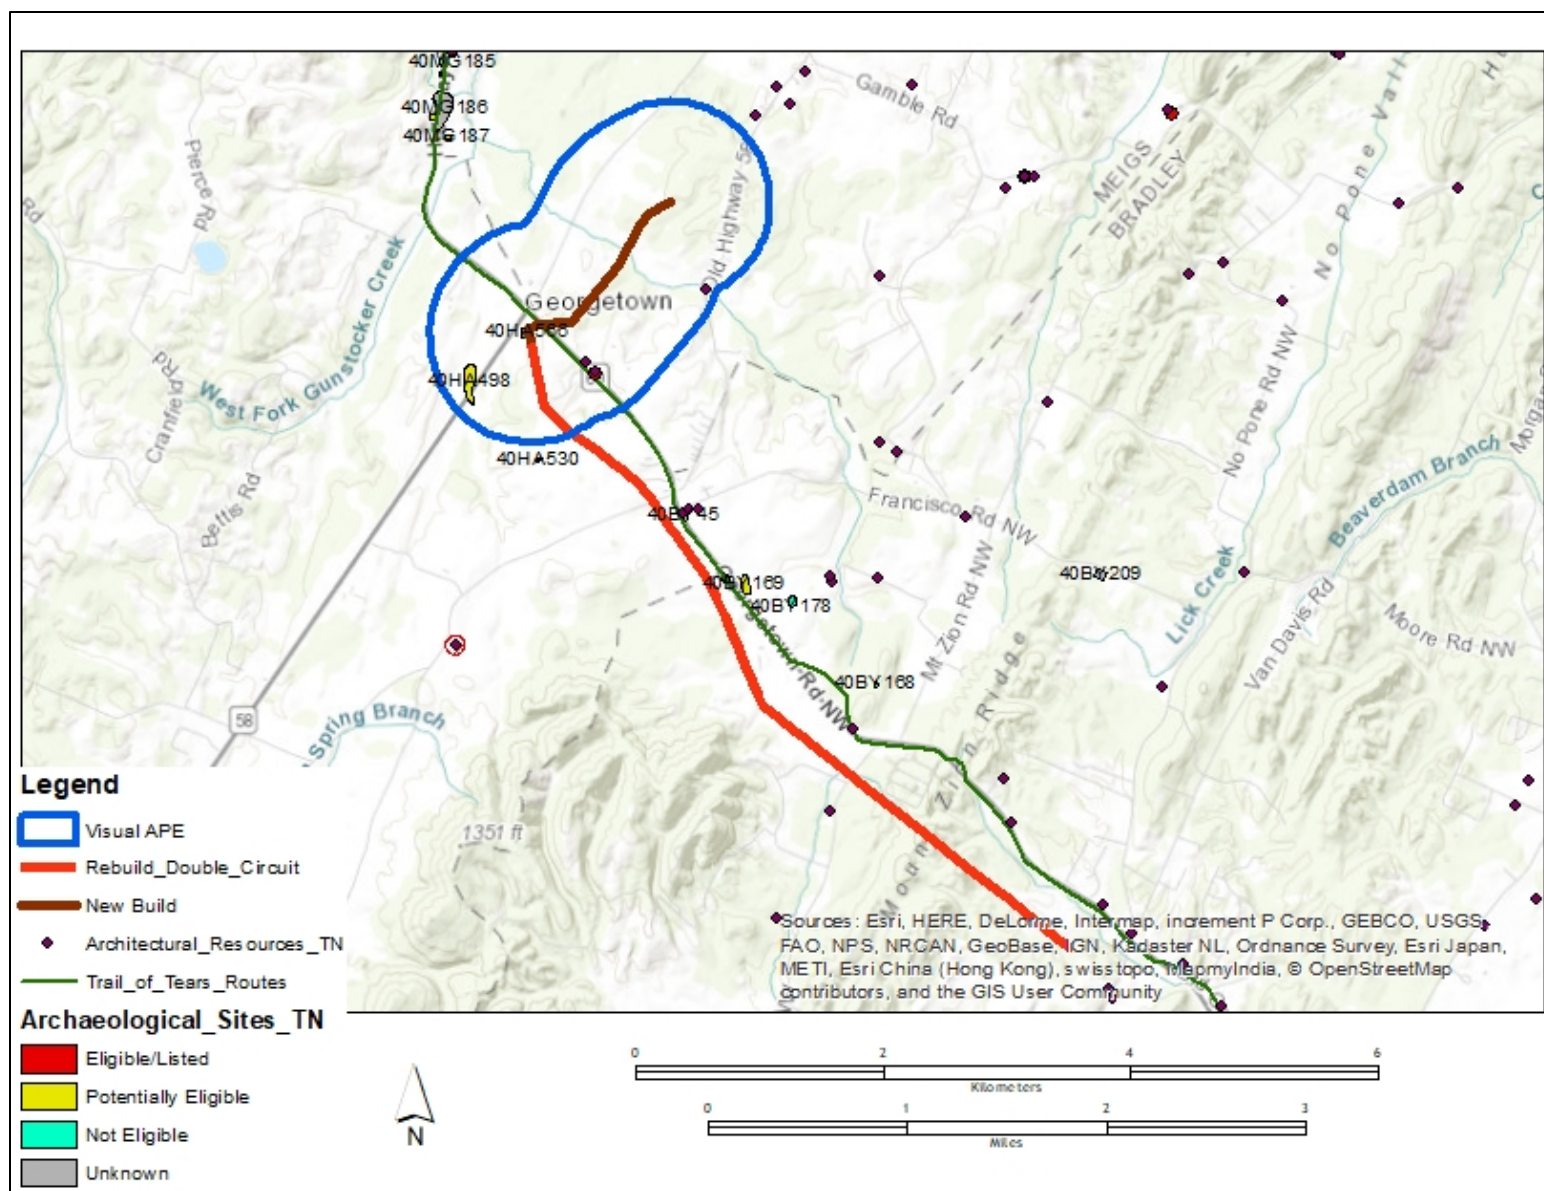 40MG185
40MG186
40MG187
Pierce Rd
Gamble Rd
Old Highway 58
MEIGS
BRADLEY
No Pone Vall
Rd
West Fork Gunstocker Creek
Georgetown
40HA498
Cranfield Rd
Bettis Rd
40HA530
Francisco Rd NW
No Pone Rd NW
Beaverdam Branch
40BY169
40BY178
40BY209
Mt Zion Rd NW
Lick Creek
Van Davis Rd
Moore Rd NW
40BY168
Georgetown Rd NW
58
Spring Branch
Mount Zion Ridge
1351 ft
Legend
Visual APE
Rebuild_Double_Circuit
New Build
Architectural_Resources_TN
Trail_of_Tears_Routes
Archaeological_Sites_TN
Eligible/Listed
Potentially Eligible
Not Eligible
Unknown
Sources: Esri, HERE, DeLorme, Intermap, increment P Corp., GEBCO, USGS,
FAO, NPS, NRCAN, GeoBase, IGN, Kadaster NL, Ordnance Survey, Esri Japan,
METI, Esri China (Hong Kong), swisstopo, MapmyIndia, © OpenStreetMap
contributors, and the GIS User Community
N
0 2 4 6
Kilometers
0 1 2 3
Miles